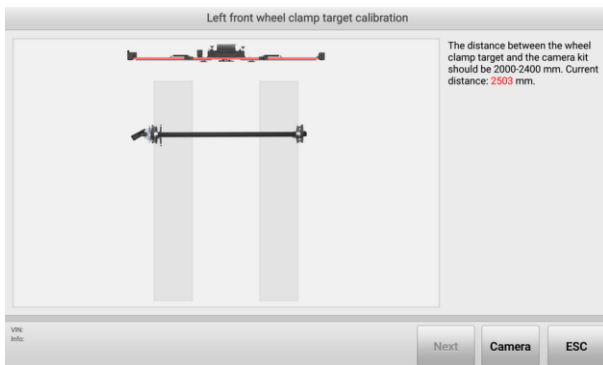 Left front wheel clamp target calibration
The distance between the wheel
clamp target and the camera kit
should be 2000-2400 mm. Current
distance: 2503 mm.
VIN:
Info:
Next
Camera
ESC